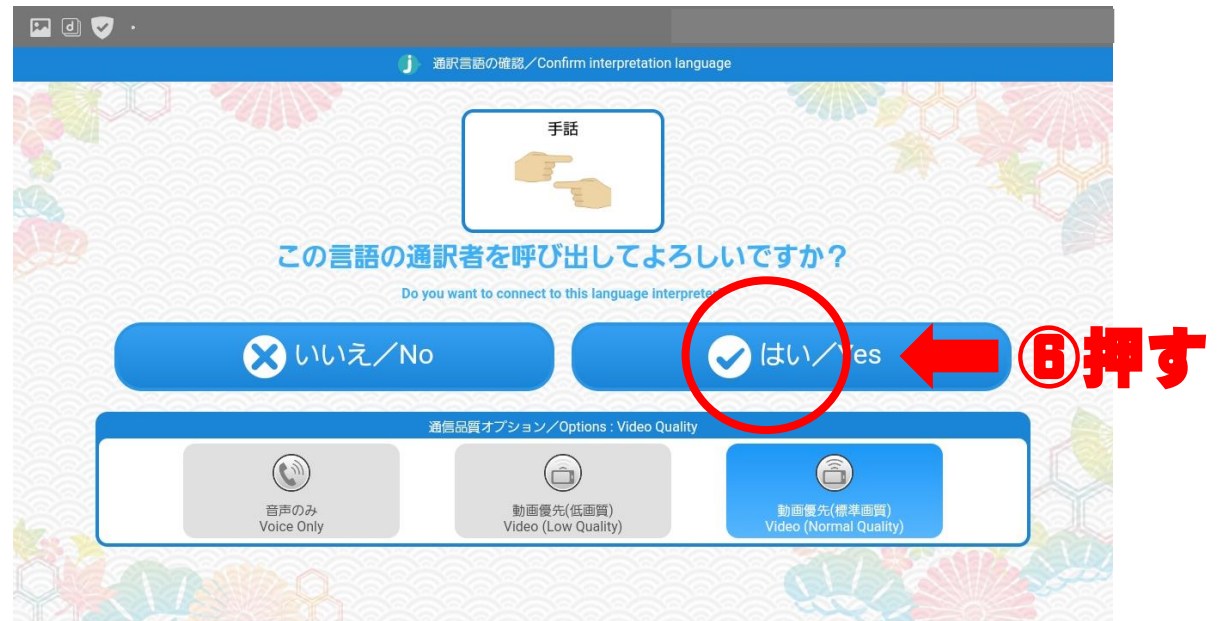 通訳言語の確認／Confirm interpretation language
手話
この言語の通訳者を呼び出してよろしいですか？
Do you want to connect to this language interpreter
いいえ／No
はい／Yes
⑥押す
通信品質オプション／Options : Video Quality
音声のみ
Voice Only
動画優先(低画質)
Video (Low Quality)
動画優先(標準画質)
Video (Normal Quality)